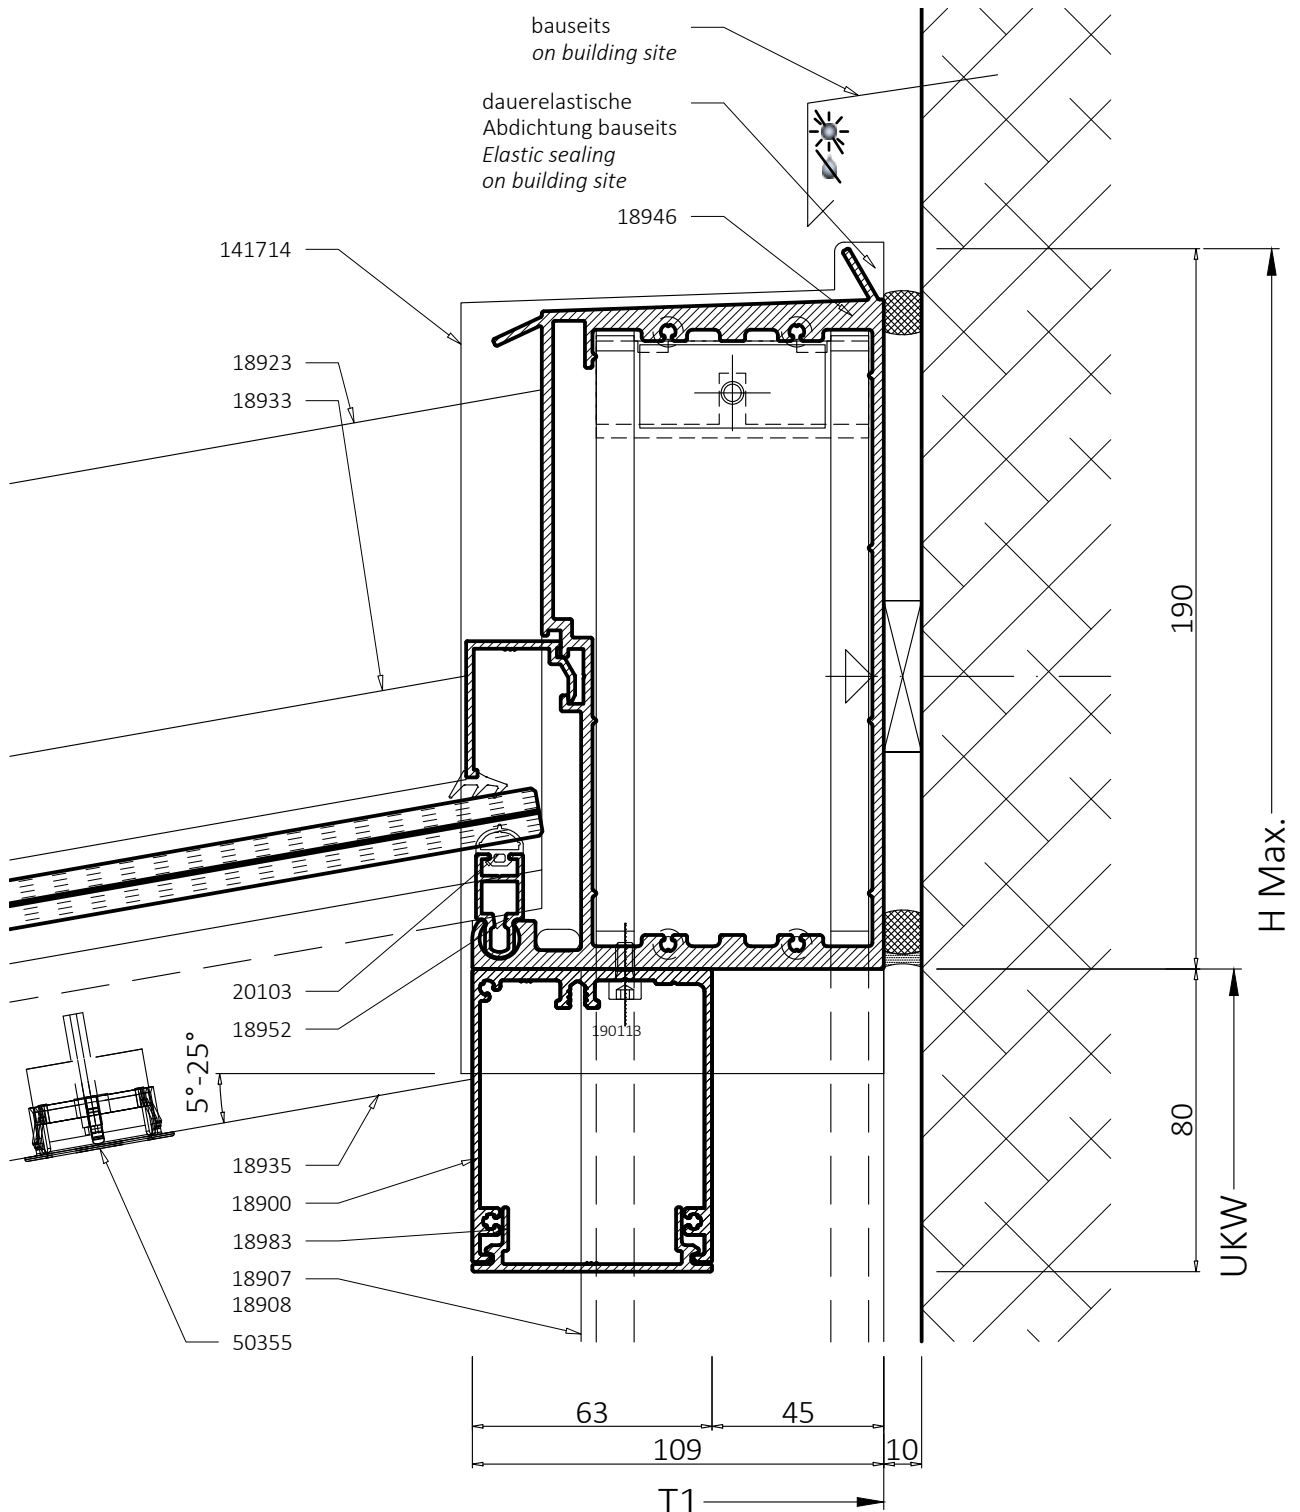 bauseits
on building site
dauerelastische
Abdichtung bauseits
Elastic sealing
on building site
18946
141714
18923
18933
190
H Max.
20103
18952
190113
5°-25°
80
18935
18900
18983
18907
18908
50355
UKW
63
45
109
10
T1